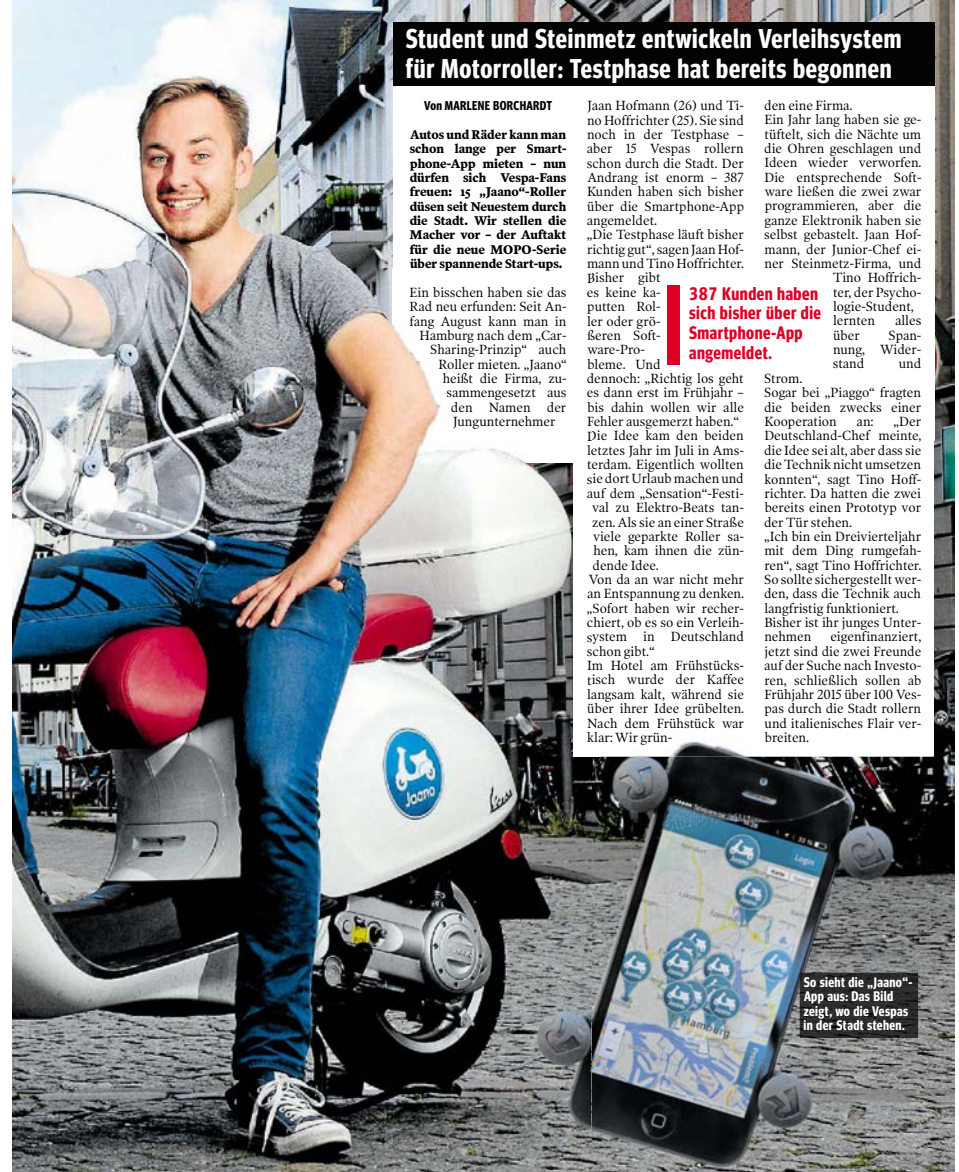 Student und Steinmetz entwickeln Verleihsystem
für Motorroller: Testphase hat bereits begonnen
Von MARLENE BORCHARDT
Autos und Räder kann man
schon lange per Smart-
phone-App mieten – nun
dürfen sich Vespa-Fans
freuen: 15 „Jaano“-Roller
düsen seit Neuestem durch
die Stadt. Wir stellen die
Macher vor – der Auftakt
für die neue MOPO-Serie
über spannende Start-ups.
Ein bisschen haben sie das
Rad neu erfunden: Seit An-
fang August kann man in
Hamburg nach dem „Car-
Sharing-Prinzip“ auch
Roller mieten. „Jaano“
heißt die Firma, zu-
sammengesetzt aus
den Namen der
Jungunternehmer
Jaan Hofmann (26) und Ti-
no Hoffrichter (25). Sie sind
noch in der Testphase –
aber 15 Vespas rollern
schon durch die Stadt. Der
Andrang ist enorm – 387
Kunden haben sich bisher
über die Smartphone-App
angemeldet.
„Die Testphase läuft bisher
richtig gut“, sagen Jaan Hof-
mann und Tino Hoffrichter.
Bisher gibt
es keine ka-
putten Rol-
ler oder grö-
ßeren Soft-
ware-Pro-
bleme. Und
dennoch: „Richtig los geht
es dann erst im Frühjahr –
bis dahin wollen wir alle
Fehler ausgemerzt haben.“
Die Idee kam den beiden
letztes Jahr im Juli in Ams-
terdam. Eigentlich wollten
sie dort Urlaub machen und
auf dem „Sensation“-Festi-
val zu Elektro-Beats tan-
zen. Als sie an einer Straße
viele geparkte Roller sa-
hen, kam ihnen die zün-
dende Idee.
Von da an war nicht mehr
an Entspannung zu denken.
„Sofort haben wir recher-
chiert, ob es so ein Verleih-
system in Deutschland
schon gibt.“
Im Hotel am Frühstücks-
tisch wurde der Kaffee
langsam kalt, während sie
über ihrer Idee grübelten.
Nach dem Frühstück war
klar: Wir grün-
387 Kunden haben
sich bisher über die
Smartphone-App
angemeldet.
den eine Firma.
Ein Jahr lang haben sie ge-
tüftelt, sich die Nächte um
die Ohren geschlagen und
Ideen wieder verworfen.
Die entsprechende Soft-
ware ließen die zwei zwar
programmieren, aber die
ganze Elektronik haben sie
selbst gebastelt. Jaan Hof-
mann, der Junior-Chef ei-
ner Steinmetz-Firma, und
Tino Hoffrich-
ter, der Psycho-
logie-Student,
lernten alles
über Span-
nung, Wider-
stand und
Strom.
Sogar bei „Piaggo“ fragten
die beiden zwecks einer
Kooperation an: „Der
Deutschland-Chef meinte,
die Idee sei alt, aber dass sie
die Technik nicht umsetzen
konnten“, sagt Tino Hoff-
richter. Da hatten die zwei
bereits einen Prototyp vor
der Tür stehen.
„Ich bin ein Dreivierteljahr
mit dem Ding rumgefah-
ren“, sagt Tino Hoffrichter.
So sollte sichergestellt wer-
den, dass die Technik auch
langfristig funktioniert.
Bisher ist ihr junges Unter-
nehmen eigenfinanziert,
jetzt sind die zwei Freunde
auf der Suche nach Investo-
ren, schließlich sollen ab
Frühjahr 2015 über 100 Ves-
pas durch die Stadt rollern
und italienisches Flair ver-
breiten.
Jaano
Vespa
Jaano
Login
Karte
Hamburg
So sieht die „Jaano“-
App aus: Das Bild
zeigt, wo die Vespas
in der Stadt stehen.